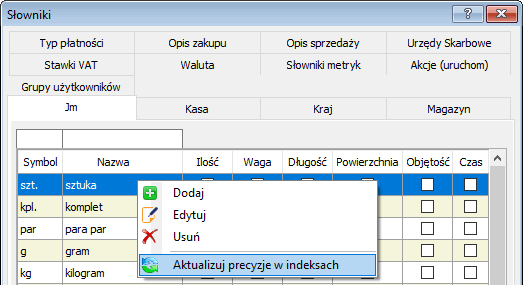 Słowniki
?
Typ płatności Opis zakupu Opis sprzedaży Urzędy Skarbowe
Stawki VAT Waluta Słowniki metryk Akcje (uruchom)
Grupy użytkowników
Jm Kasa Kraj Magazyn
Symbol Nazwa Ilość Waga Długość Powierzchnia Objętość Czas
szt. sztuka
kpl. komplet
par para par
g gram
kg kilogram
Dodaj
Edytuj
Usuń
Aktualizuj precyzje w indeksach